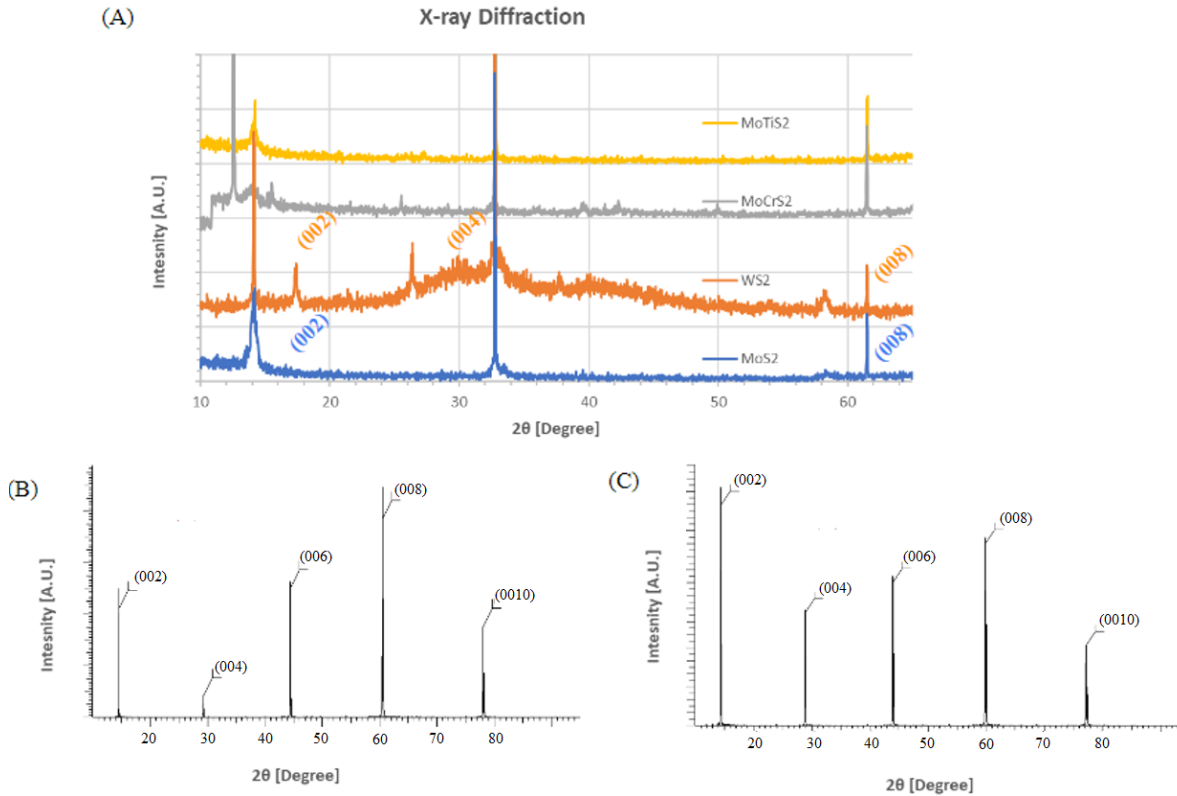 (A)
X-ray Diffraction
Intesnity [A.U.]
MoTiS2
MoCrS2
(002)
(004)
(008)
WS2
(002)
(008)
MoS2
10 20 30 40 50 60
2θ [Degree]
(B)
Intesnity [A.U.]
(002)
(004)
(006)
(008)
(0010)
20 30 40 50 60 70 80
2θ [Degree]
(C)
Intesnity [A.U.]
(002)
(004)
(006)
(008)
(0010)
20 30 40 50 60 70 80
2θ [Degree]